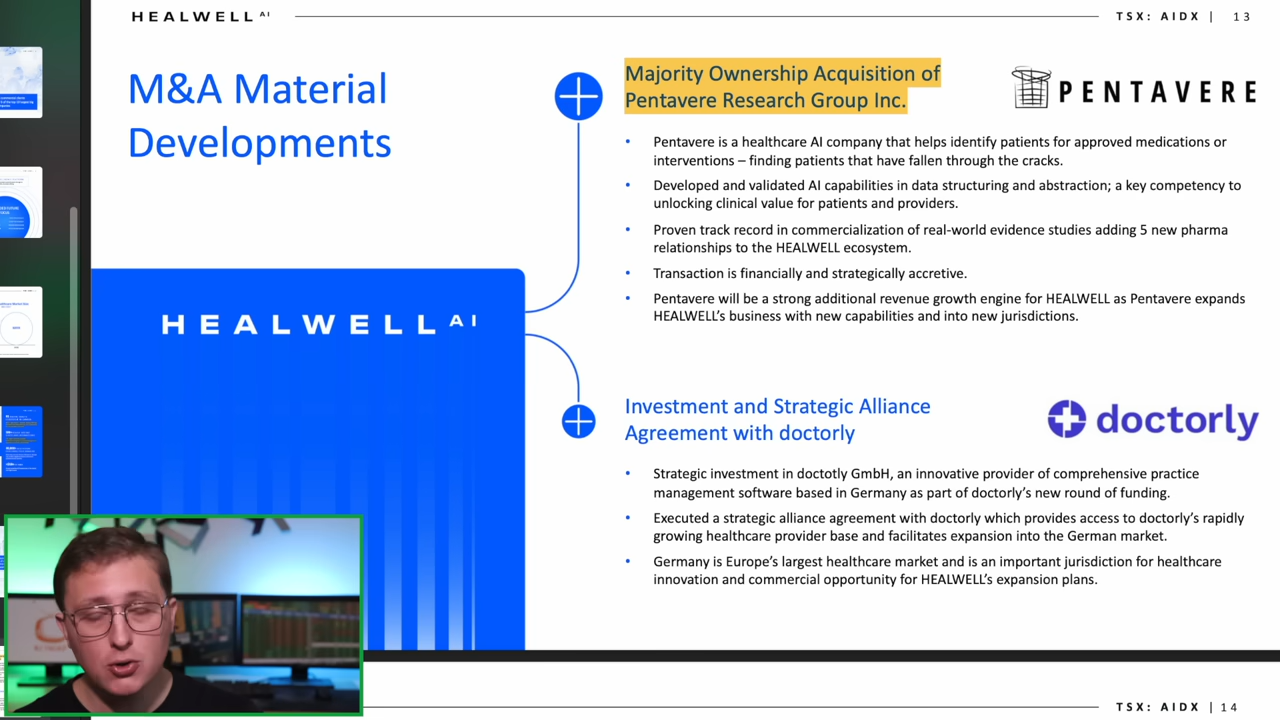 HEALWELL AI
TSX: AIDX | 13
M&A Material
Developments
Majority Ownership Acquisition of
Pentavere Research Group Inc.
PENTAVERE
• Pentavere is a healthcare AI company that helps identify patients for approved medications or
interventions – finding patients that have fallen through the cracks.
• Developed and validated AI capabilities in data structuring and abstraction; a key competency to
unlocking clinical value for patients and providers.
• Proven track record in commercialization of real-world evidence studies adding 5 new pharma
relationships to the HEALWELL ecosystem.
• Transaction is financially and strategically accretive.
• Pentavere will be a strong additional revenue growth engine for HEALWELL as Pentavere expands
HEALWELL’s business with new capabilities and into new jurisdictions.
HEALWELL AI
Investment and Strategic Alliance
Agreement with doctorly
doctorly
• Strategic investment in doctotly GmbH, an innovative provider of comprehensive practice
management software based in Germany as part of doctorly’s new round of funding.
• Executed a strategic alliance agreement with doctorly which provides access to doctorly’s rapidly
growing healthcare provider base and facilitates expansion into the German market.
• Germany is Europe’s largest healthcare market and is an important jurisdiction for healthcare
innovation and commercial opportunity for HEALWELL’s expansion plans.
TSX: AIDX | 14